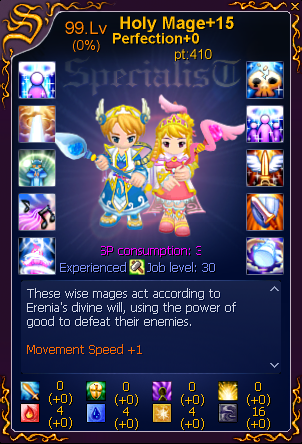 99.Lv Holy Mage+15
(0%) Perfection+0
pt:410
SpecialisT
SP consumption: 3
Experienced Job level: 30
These wise mages act according to
Erenia's divine will, using the power of
good to defeat their enemies.
Movement Speed +1
0 0 0 0
(+0) (+0) (+0) (+0)
4 4 4 16
(+0) (+0) (+0) (+0)